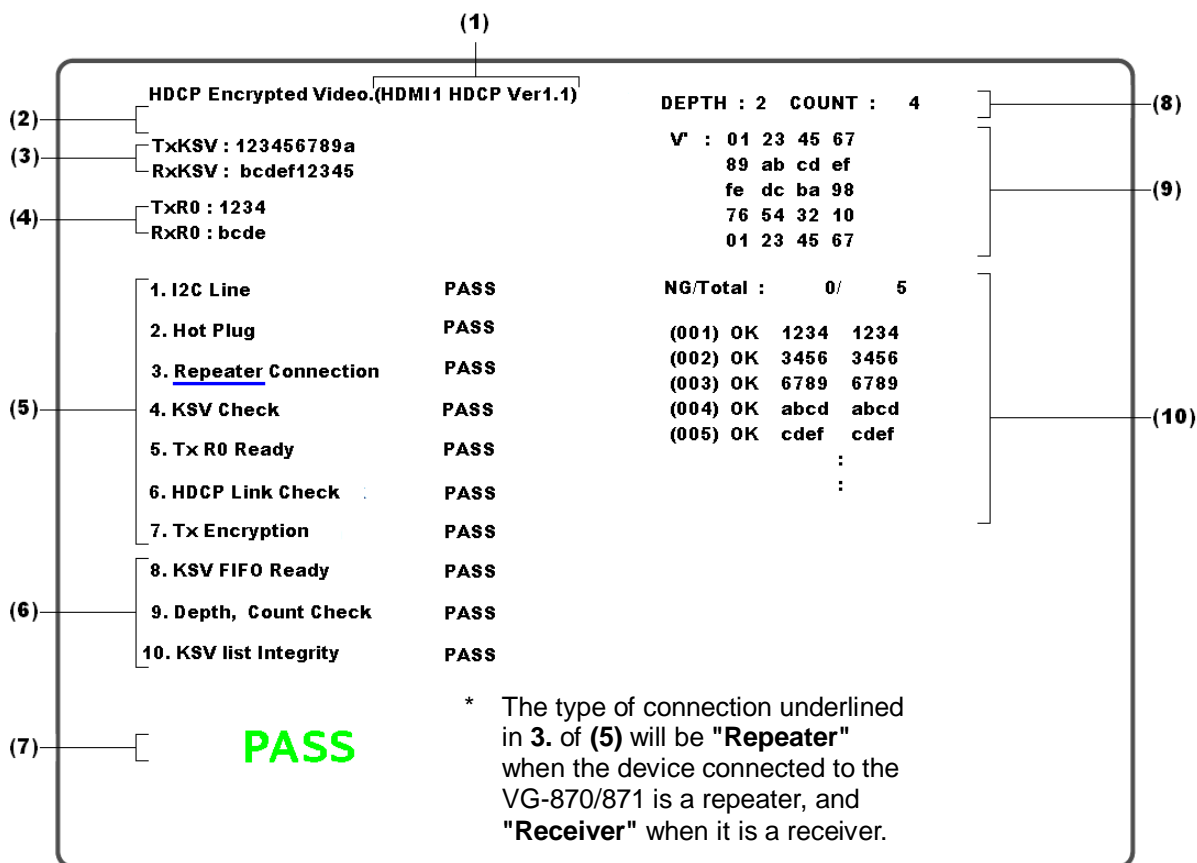 (1)
HDCP Encrypted Video.(HDMI1 HDCP Ver1.1)
(2)
(3)
TxKSV : 123456789a
RxKSV : bcdef12345
(4)
TxR0 : 1234
RxR0 : bcde
(5)
1. I2C Line PASS
2. Hot Plug PASS
3. Repeater Connection PASS
4. KSV Check PASS
5. Tx R0 Ready PASS
6. HDCP Link Check PASS
7. Tx Encryption PASS
(6)
8. KSV FIFO Ready PASS
9. Depth, Count Check PASS
10. KSV list Integrity PASS
(7)
PASS
DEPTH : 2 COUNT : 4
(8)
V' : 01 23 45 67
89 ab cd ef
fe dc ba 98
76 54 32 10
01 23 45 67
(9)
NG/Total : 0/ 5
(001) OK 1234 1234
(002) OK 3456 3456
(003) OK 6789 6789
(004) OK abcd abcd
(005) OK cdef cdef
:
:
(10)
* The type of connection underlined
in 3. of (5) will be "Repeater"
when the device connected to the
VG-870/871 is a repeater, and
"Receiver" when it is a receiver.